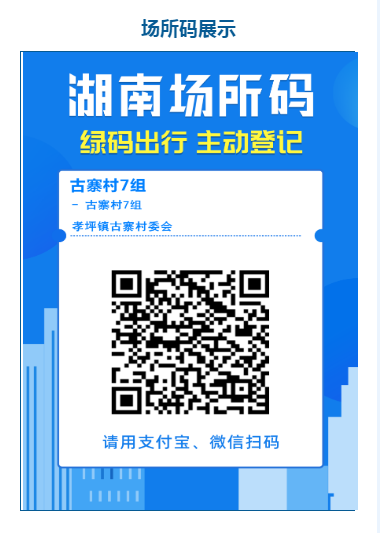 场所码展示
湖南场所码
绿码出行 主动登记
古寨村7组
- 古寨村7组
孝坪镇古寨村委会
请用支付宝、微信扫码